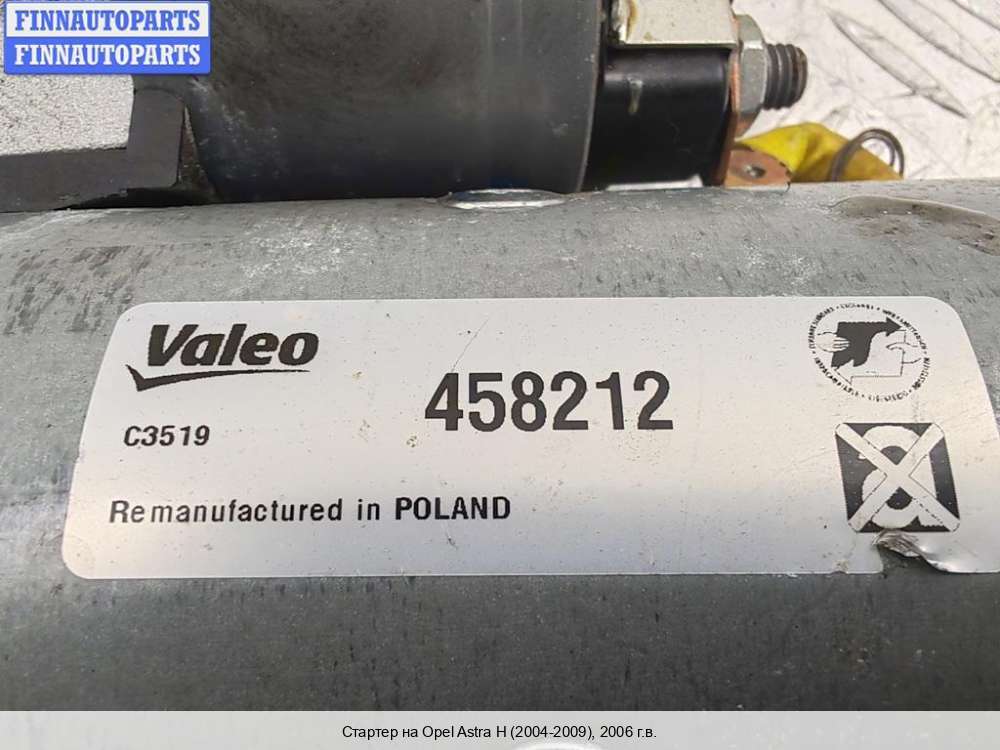 FINNAUTOPARTS
FINNAUTOPARTS
Valeo
458212
C3519
Remanufactured in POLAND
Стартер на Opel Astra H (2004-2009), 2006 г.в.